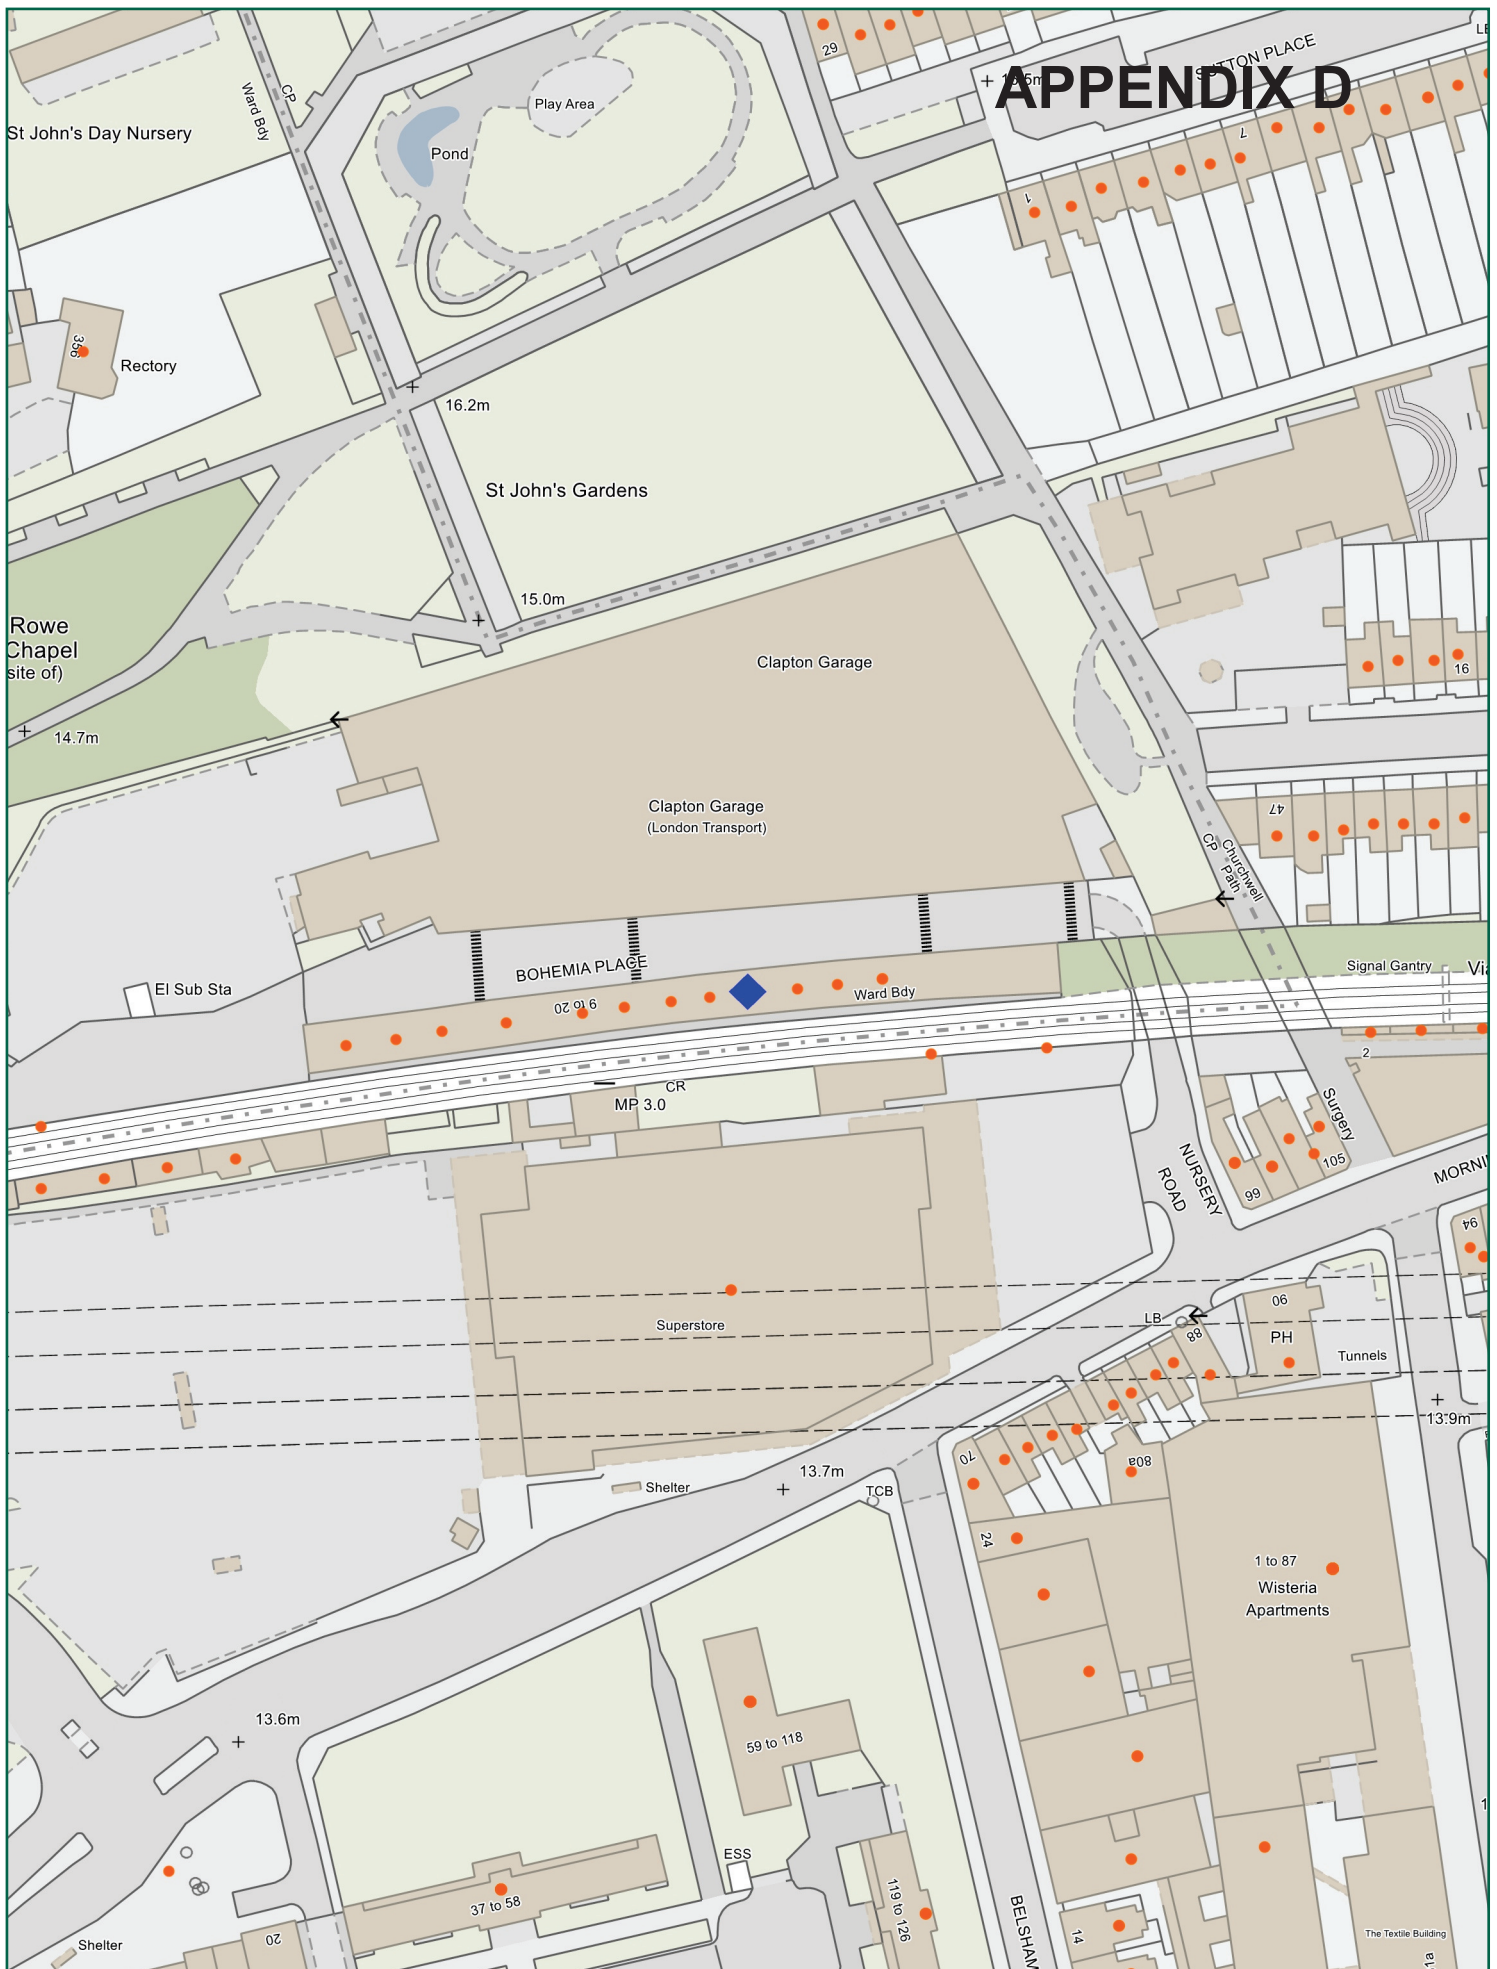 29
SUTTON PLACE
APPENDIX D
CP
Ward Bdy
St John's Day Nursery
Play Area
Pond
7
1
356
Rectory
16.2m
St John's Gardens
15.0m
Rowe
Chapel
site of)
14.7m
Clapton Garage
16
Clapton Garage
(London Transport)
47
CP
Churchwell
Path
El Sub Sta
BOHEMIA PLACE
9 to 20
Ward Bdy
Signal Gantry
2
CR
MP 3.0
Surgery
NURSERY
ROAD
99
105
MORNI
94
LB
88
90
PH
Tunnels
Superstore
13.9m
70
80a
13.7m
Shelter
TCB
24
1 to 87
Wisteria
Apartments
13.6m
59 to 118
ESS
37 to 58
119 to 126
BELSHAM
14
The Textile Building
20
Shelter